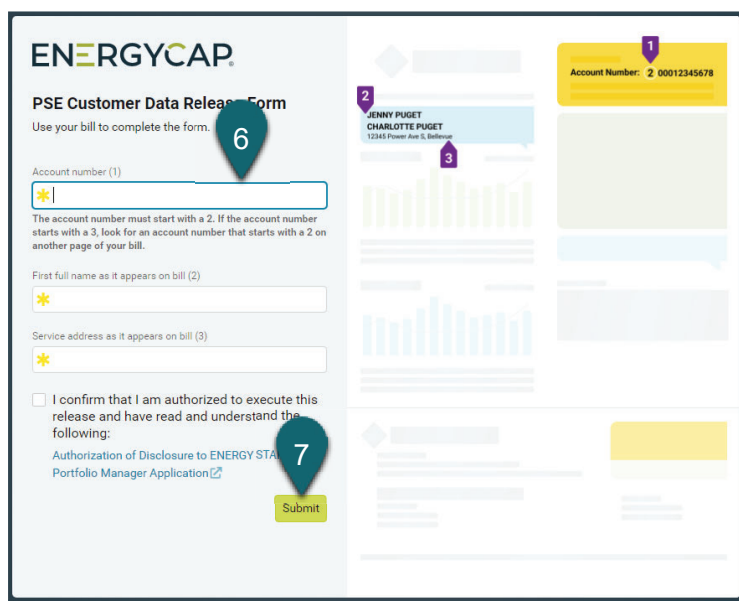 ENERGYCAP.
PSE Customer Data Release Form
Use your bill to complete the form.
6
Account number (1)
The account number must start with a 2. If the account number
starts with a 3, look for an account number that starts with a 2 on
another page of your bill.
First full name as it appears on bill (2)
Service address as it appears on bill (3)
I confirm that I am authorized to execute this
release and have read and understand the
following:
Authorization of Disclosure to ENERGY STA
Portfolio Manager Application
7
Submit
1
Account Number: 2 00012345678
2
JENNY PUGET
CHARLOTTE PUGET
12345 Power Ave S, Bellevue
3